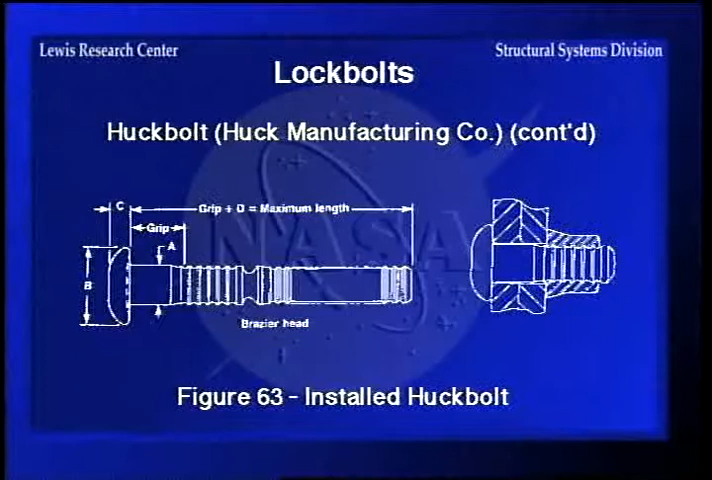 Lewis Research Center
Structural Systems Division
Lockbolts
Huckbolt (Huck Manufacturing Co.) (cont'd)
C
Grip + D = Maximum length
Grip
A
B
Brazier head
NASA
Figure 63 - Installed Huckbolt